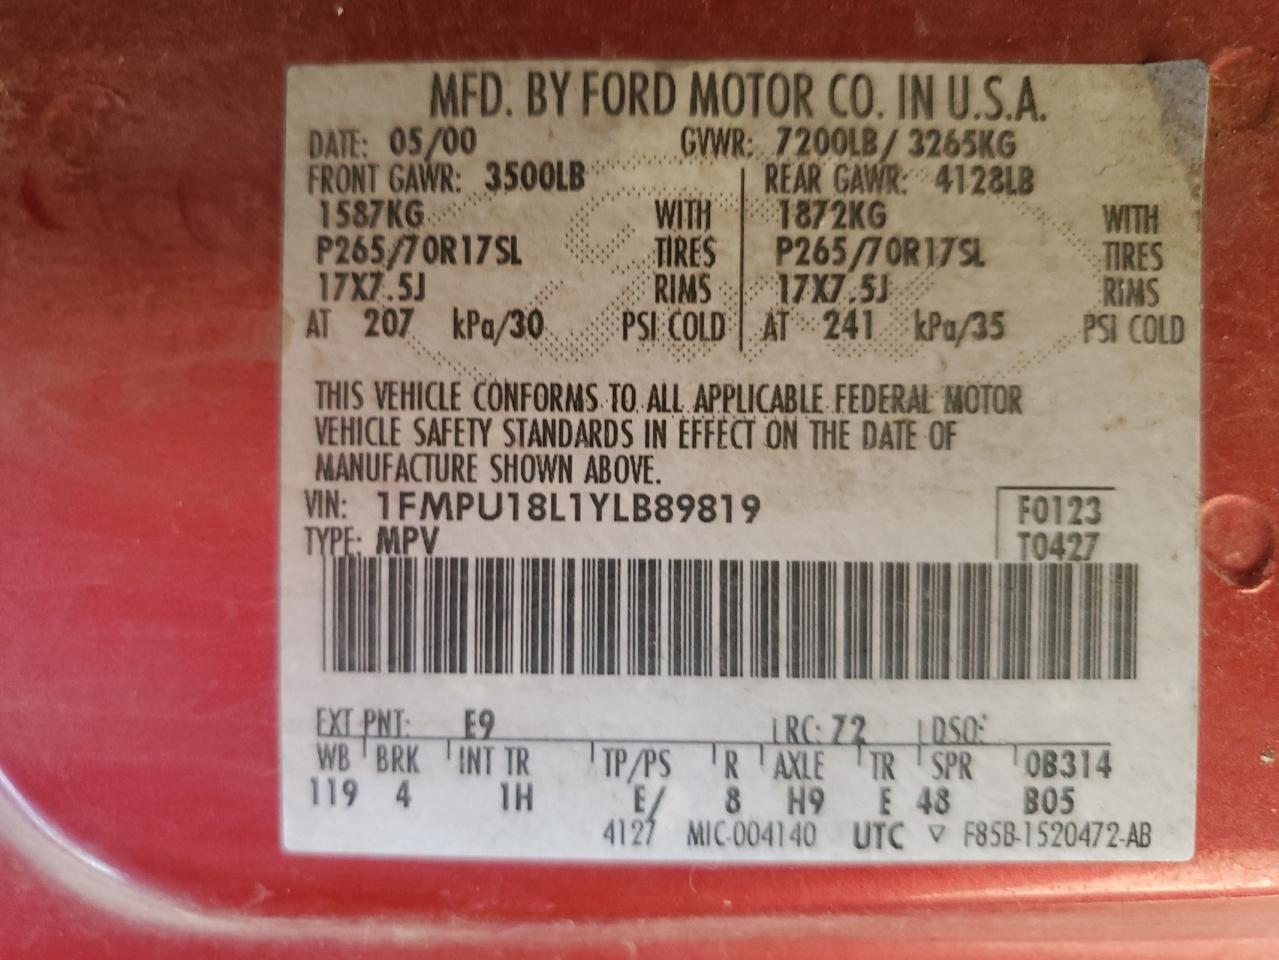 MFD. BY FORD MOTOR CO. IN U.S.A.
DATE: 05/00 GVWR: 7200LB/ 3265KG
FRONT GAWR: 3500LB REAR GAWR: 4128LB
1587KG WITH 1872KG WITH
P265/70R17SL TIRES P265/70R17SL TIRES
17X7.5J RIMS 17X7.5J RIMS
AT 207 kPa/30 PSI COLD AT 241 kPa/35 PSI COLD
THIS VEHICLE CONFORMS TO ALL APPLICABLE FEDERAL MOTOR
VEHICLE SAFETY STANDARDS IN EFFECT ON THE DATE OF
MANUFACTURE SHOWN ABOVE.
VIN: 1FMPU18L1YLB89819 F0123
TYPE: MPV T0427
EXT PNT: E9 RC: 72 DSO:
WB BRK INT TR TP/PS R AXLE TR SPR 0B314
119 4 1H E/ 8 H9 E 48 B05
4127 MIC-004140 UTC ▽ F85B-1520472-AB